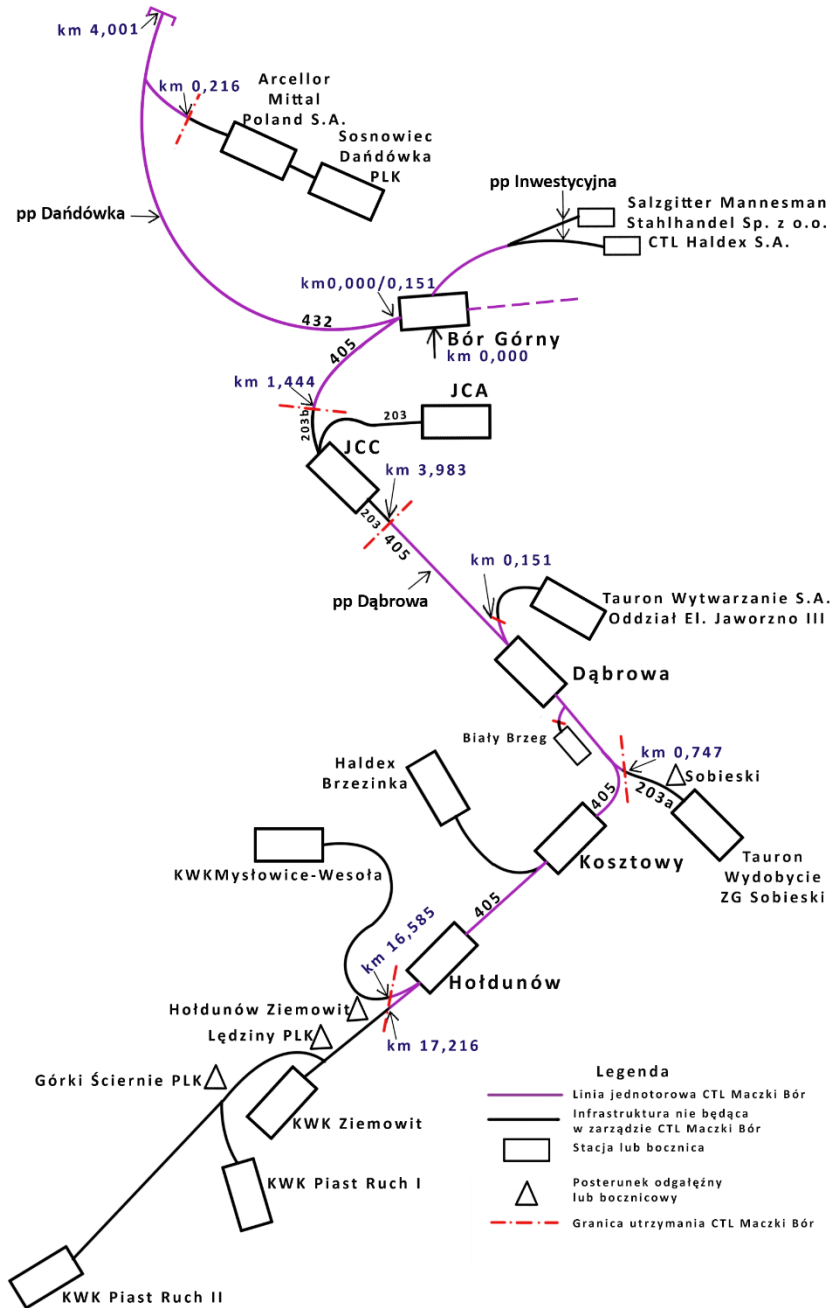 km 4,001
km 0,216
Arcellor
Mittal
Poland S.A.
Sosnowiec
Dańdówka
PLK
pp Dańdówka
pp Inwestycyjna
Salzgitter Mannesman
Stahlhandel Sp. z o.o.
CTL Haldex S.A.
km0,000/0,151
432
405
Bór Górny
km 0,000
km 1,444
203b
203
JCA
JCC
km 3,983
203
405
km 0,151
pp Dąbrowa
Tauron Wytwarzanie S.A.
Oddział El. Jaworzno III
Dąbrowa
Biały Brzeg
km 0,747
Sobieski
Haldex
Brzezinka
405
203a
KWKMysłowice-Wesoła
Kosztowy
Tauron
Wydobycie
ZG Sobieski
405
km 16,585
Hołdunów
Hołdunów Ziemowit
Lędziny PLK
km 17,216
Górki Ściernie PLK
KWK Ziemowit
KWK Piast Ruch I
KWK Piast Ruch II
Legenda
Linia jednotorowa CTL Maczki Bór
Infrastruktura nie będąca
w zarządzie CTL Maczki Bór
Stacja lub bocznica
Posterunek odgałęźny
lub bocznicowy
Granica utrzymania CTL Maczki Bór